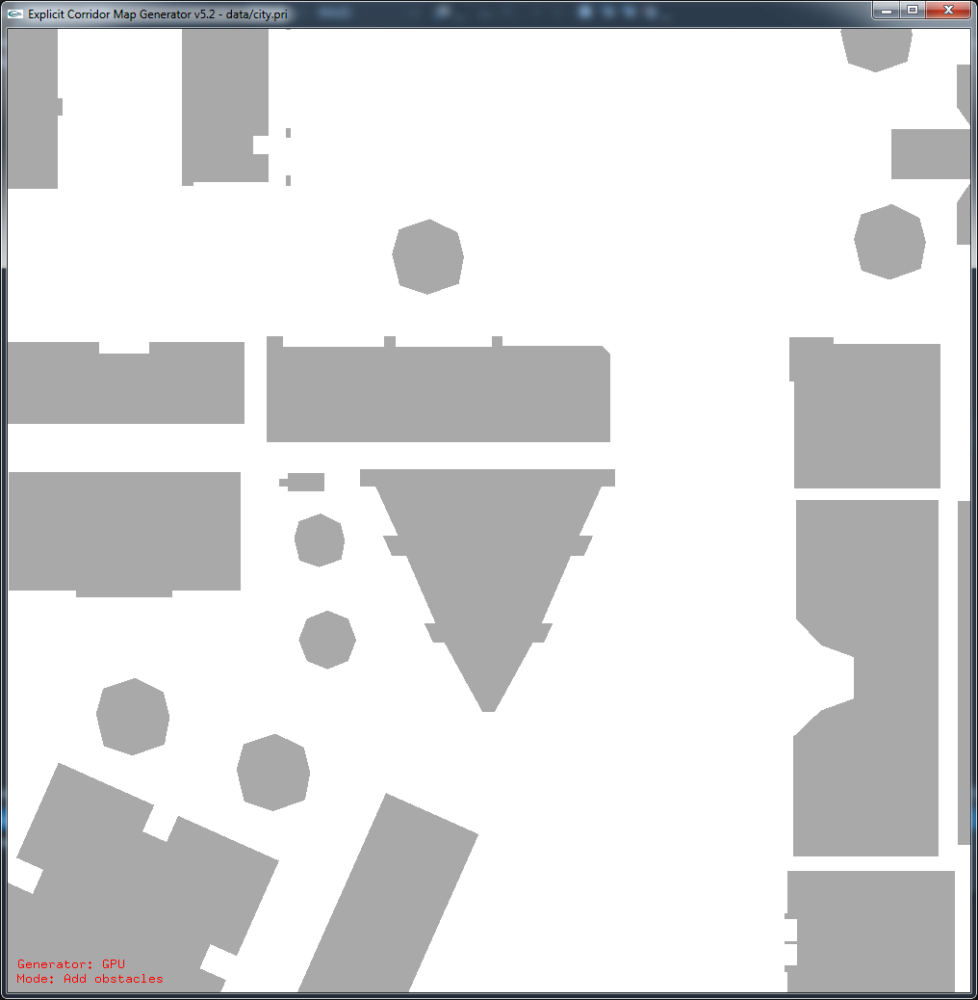 Explicit Corridor Map Generator v5.2 - data/city.pri
Generator: GPU
Mode: Add obstacles